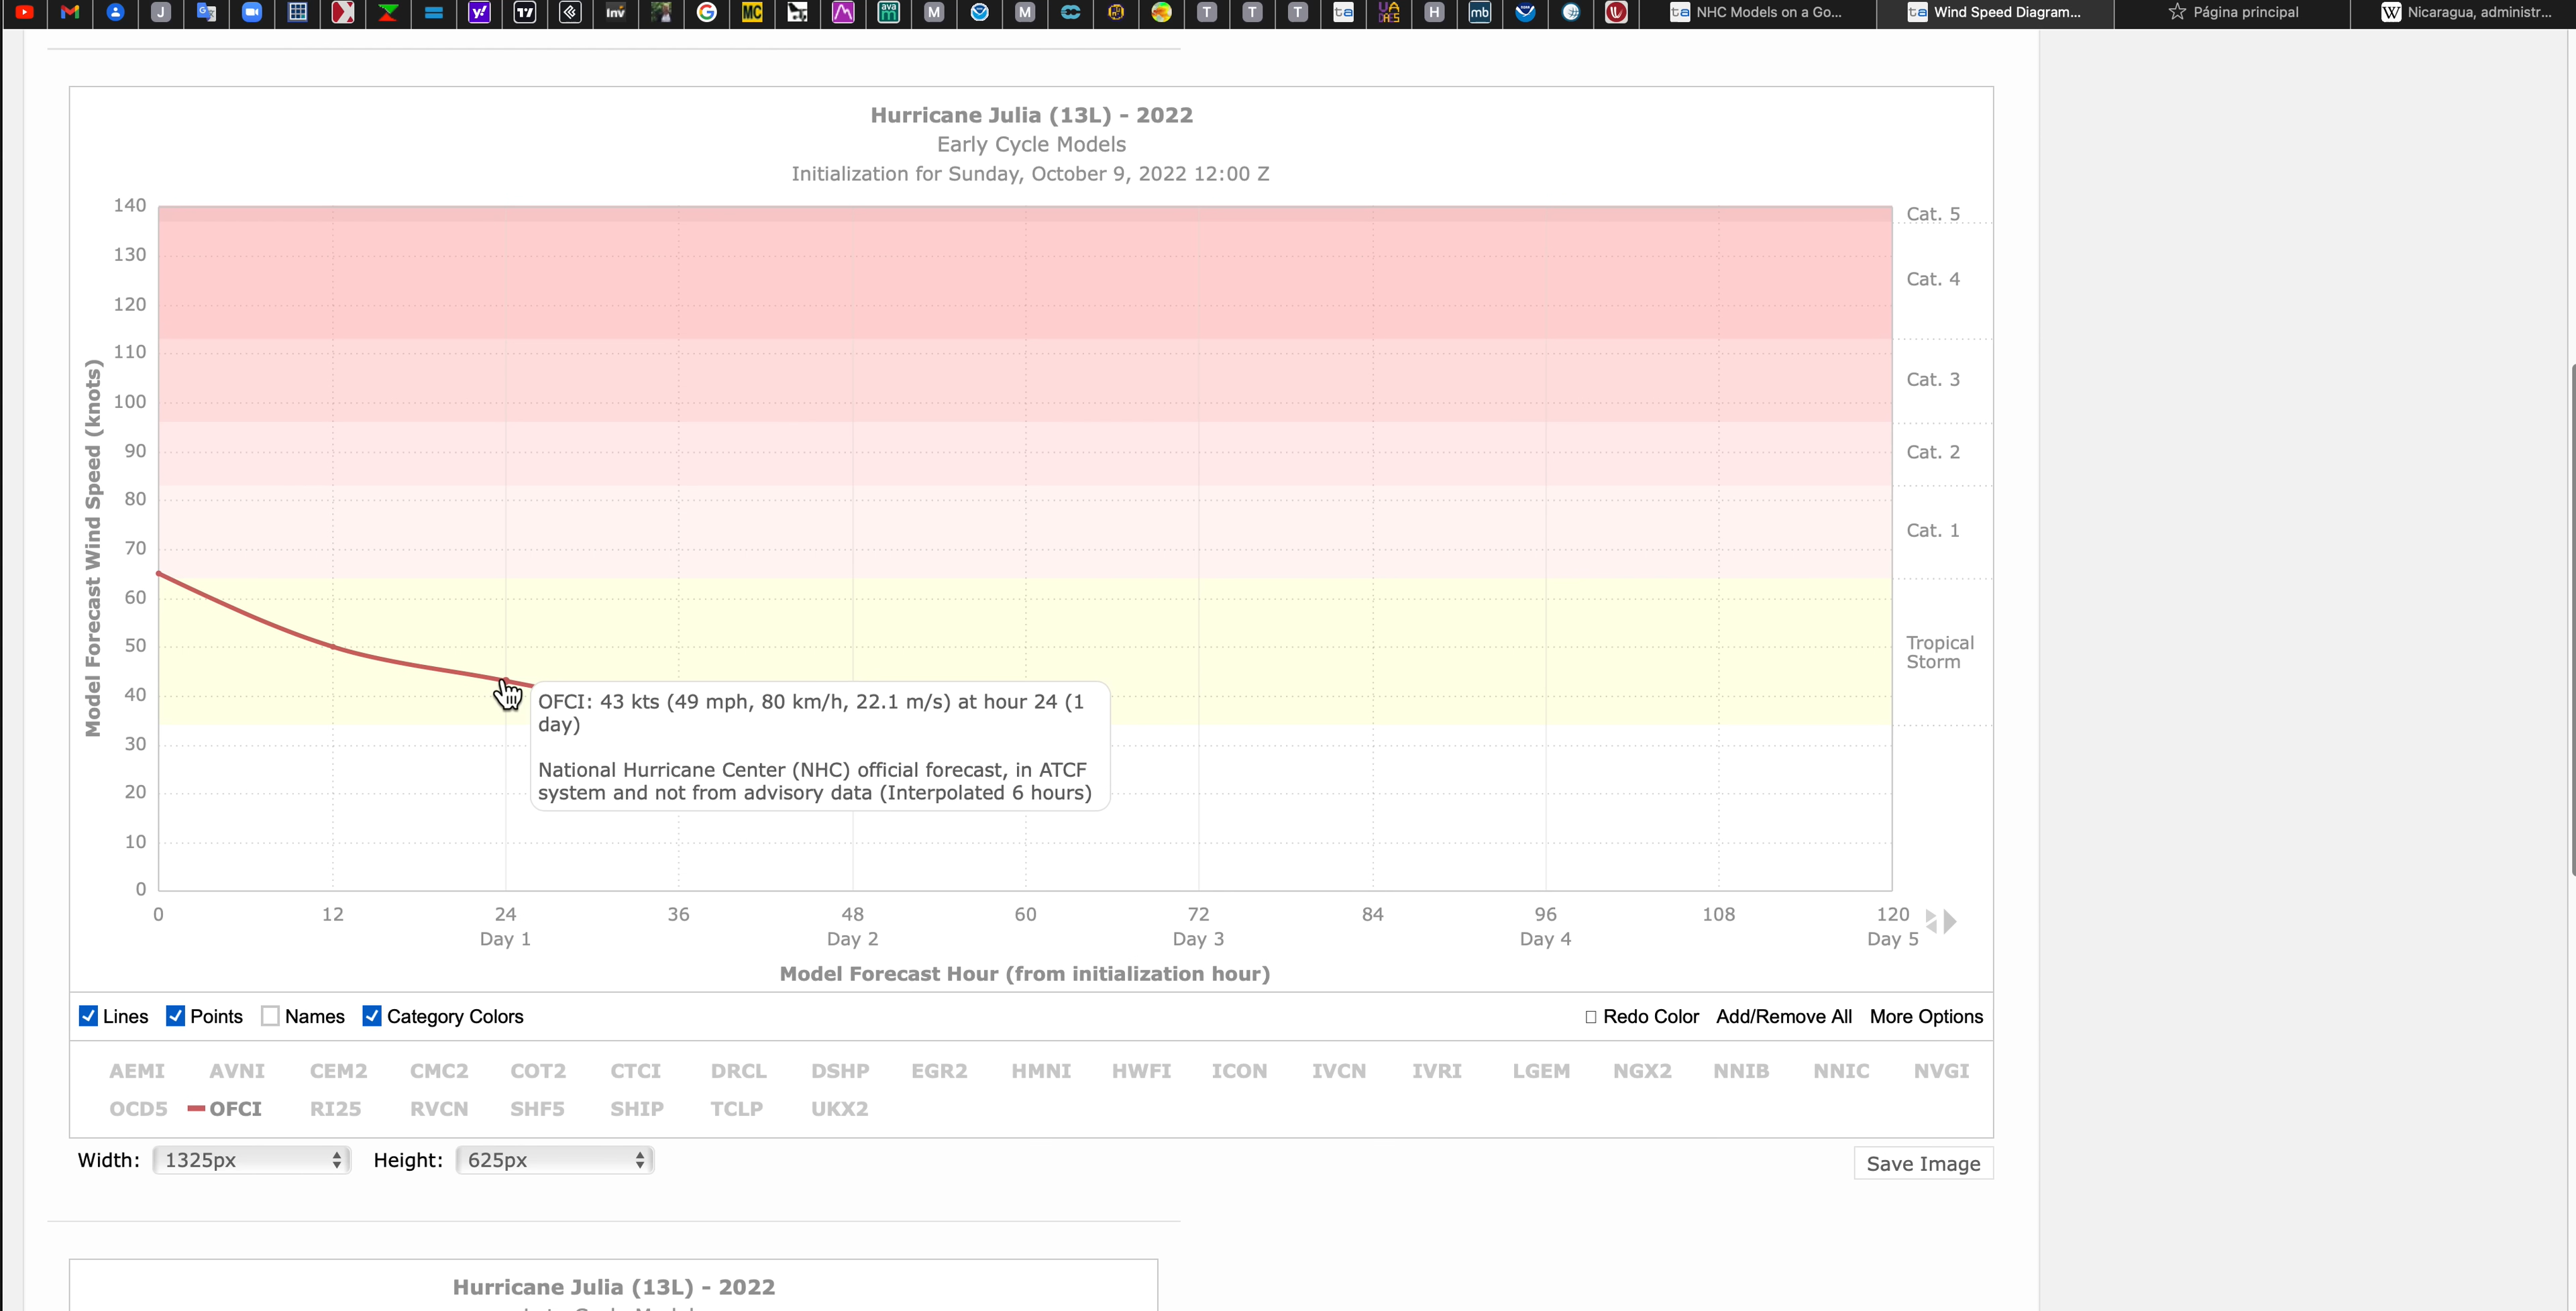 J
inv
MC
M
M
T
T
T
ta
H
mb
ta NHC Models on a Go...
ta Wind Speed Diagram...
Página principal
W Nicaragua, administr...
Hurricane Julia (13L) - 2022
Early Cycle Models
Initialization for Sunday, October 9, 2022 12:00 Z
Model Forecast Wind Speed (knots)
140
130
120
110
100
90
80
70
60
50
40
30
20
10
0
Cat. 5
Cat. 4
Cat. 3
Cat. 2
Cat. 1
Tropical
Storm
OFCI: 43 kts (49 mph, 80 km/h, 22.1 m/s) at hour 24 (1
day)
National Hurricane Center (NHC) official forecast, in ATCF
system and not from advisory data (Interpolated 6 hours)
0 12 24 36 48 60 72 84 96 108 120
Day 1 Day 2 Day 3 Day 4 Day 5
Model Forecast Hour (from initialization hour)
Lines Points Names Category Colors Redo Color Add/Remove All More Options
AEMI AVNI CEM2 CMC2 COT2 CTCI DRCL DSHP EGR2 HMNI HWFI ICON IVCN IVRI LGEM NGX2 NNIB NNIC NVGI
OCD5 OFCI RI25 RVCN SHF5 SHIP TCLP UKX2
Width: 1325px Height: 625px Save Image
Hurricane Julia (13L) - 2022